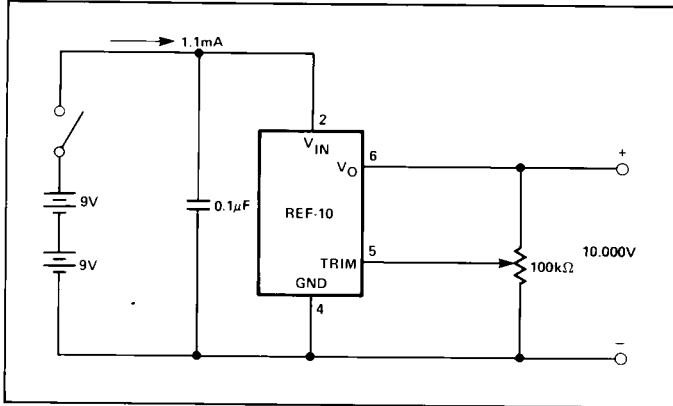 1.1mA
2
VIN
VO
6
+
9V
0.1μF
REF-10
9V
TRIM
5
100kΩ
10.000V
GND
4
−